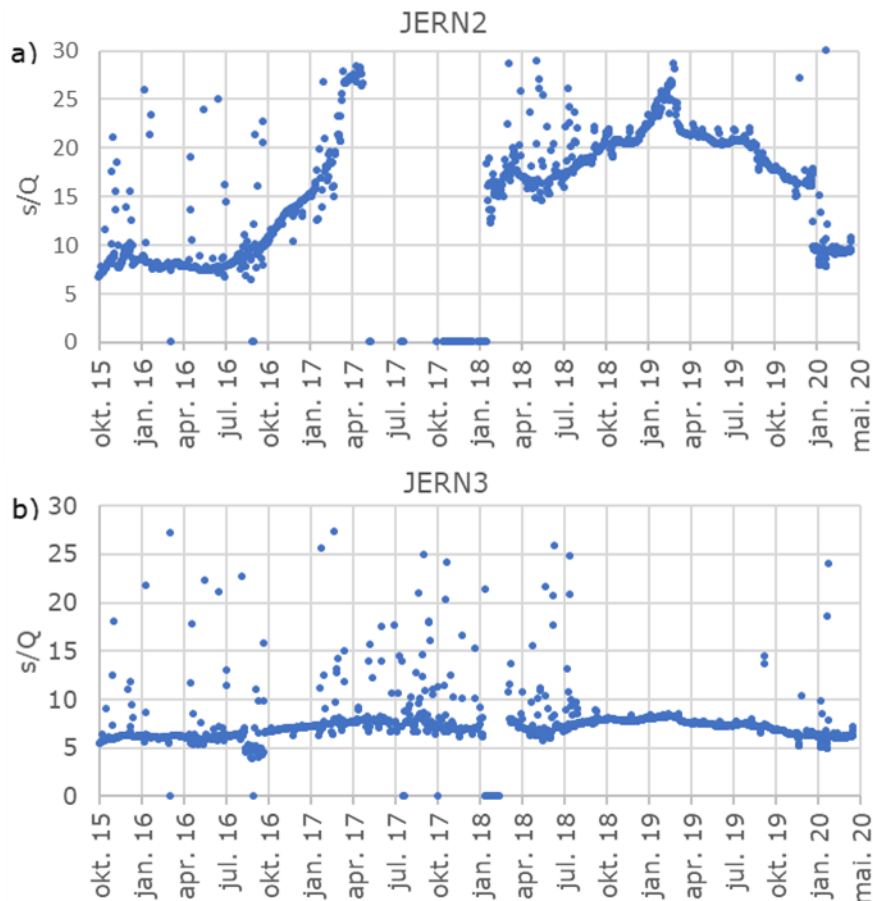 JERN2
a)
30
25
20
15
10
5
0
s/Q
okt. 15
jan. 16
apr. 16
jul. 16
okt. 16
jan. 17
apr. 17
jul. 17
okt. 17
jan. 18
apr. 18
jul. 18
okt. 18
jan. 19
apr. 19
jul. 19
okt. 19
jan. 20
mai. 20
JERN3
b)
30
25
20
15
10
5
0
s/Q
okt. 15
jan. 16
apr. 16
jul. 16
okt. 16
jan. 17
apr. 17
jul. 17
okt. 17
jan. 18
apr. 18
jul. 18
okt. 18
jan. 19
apr. 19
jul. 19
okt. 19
jan. 20
mai. 20